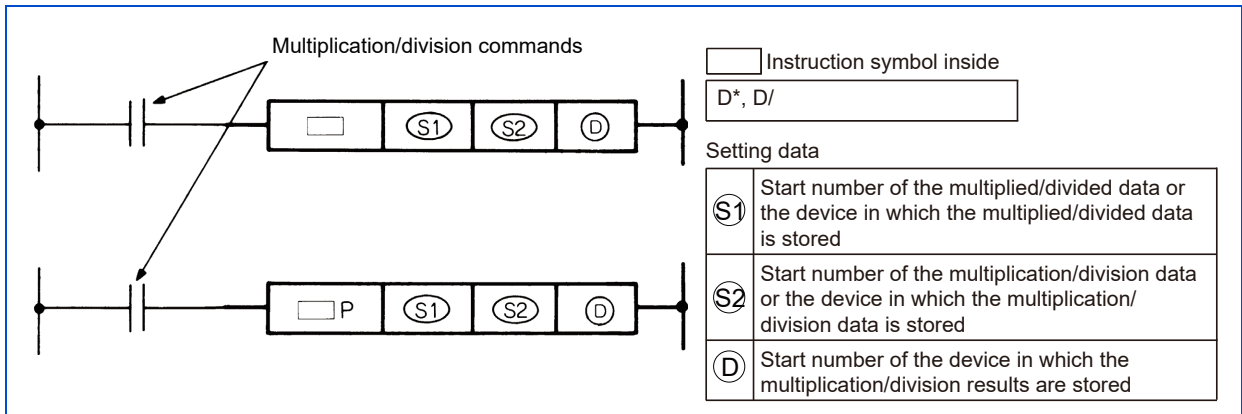 Multiplication/division commands
S1 S2 D
P S1 S2 D
Instruction symbol inside
D*, D/
Setting data
S1 Start number of the multiplied/divided data or
the device in which the multiplied/divided data
is stored
S2 Start number of the multiplication/division data
or the device in which the multiplication/
division data is stored
D Start number of the device in which the
multiplication/division results are stored